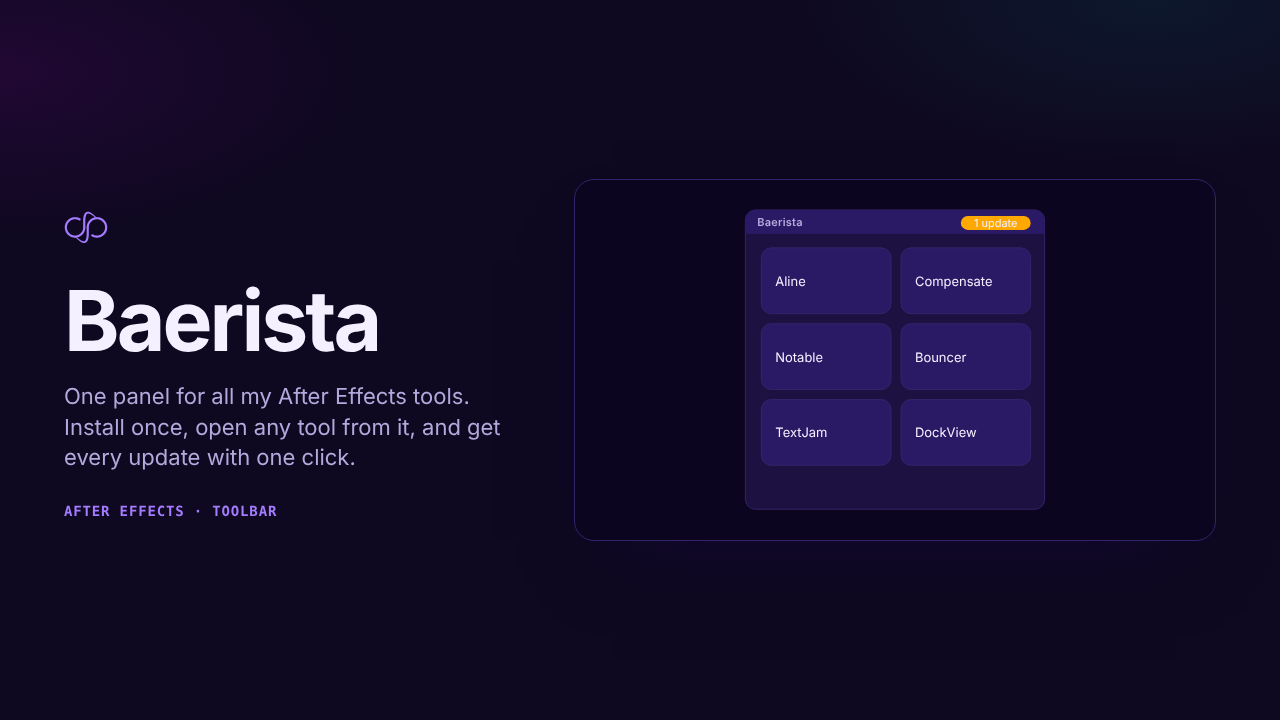 Baerista
One panel for all my After Effects tools.
Install once, open any tool from it, and get
every update with one click.
AFTER EFFECTS · TOOLBAR
Baerista
1 update
Aline
Compensate
Notable
Bouncer
TextJam
DockView